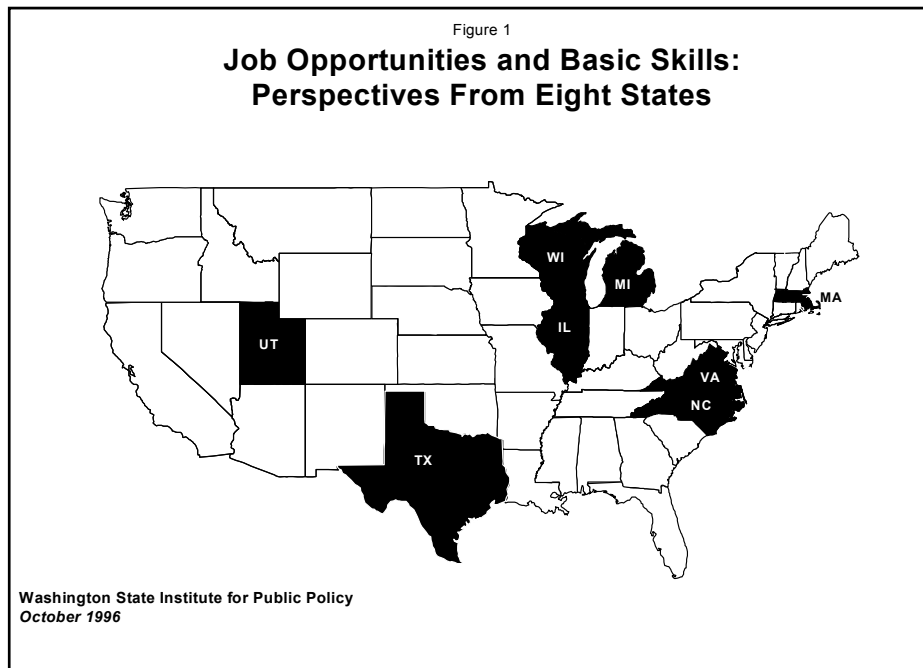 Figure 1
Job Opportunities and Basic Skills:
Perspectives From Eight States
WI
MI
MA
IL
UT
VA
NC
TX
Washington State Institute for Public Policy
October 1996